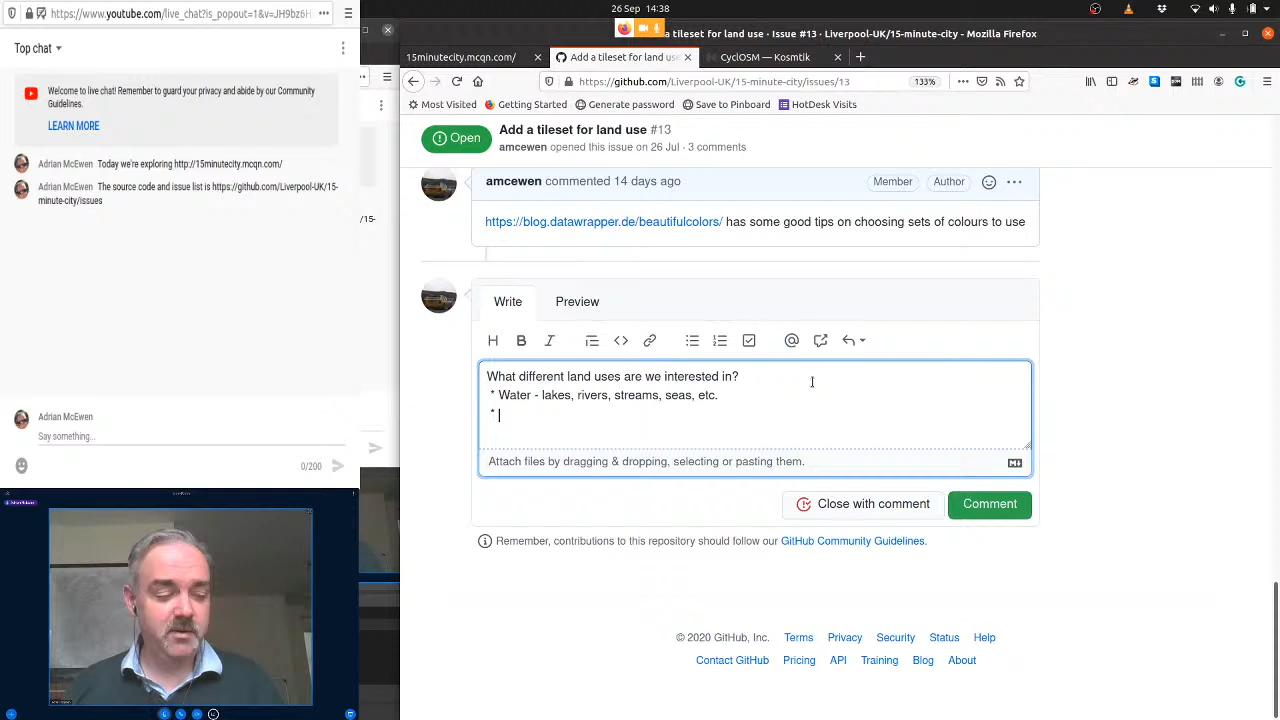 https://www.youtube.com/live_chat?is_popout=1&v=JH9bz6H
Top chat
Welcome to live chat! Remember to guard your privacy and abide by our Community
Guidelines.
LEARN MORE
Adrian McEwen Today we're exploring http://15minutecity.mcqn.com/
Adrian McEwen The source code and issue list is https://github.com/Liverpool-UK/15-
minute-city/issues
Adrian McEwen
Say something...
0/200
/15-
26 Sep 14:38
a tileset for land use · Issue #13 · Liverpool-UK/15-minute-city - Mozilla Firefox
15minutecity.mcqn.com/
Add a tileset for land use
CyclOSM — Kosmtik
https://github.com/Liverpool-UK/15-minute-city/issues/13
133%
Most Visited
Getting Started
Generate password
Save to Pinboard
HotDesk Visits
Open
Add a tileset for land use #13
amcewen opened this issue on 26 Jul · 3 comments
amcewen commented 14 days ago
Member
Author
https://blog.datawrapper.de/beautifulcolors/ has some good tips on choosing sets of colours to use
Write
Preview
What different land uses are we interested in?
* Water - lakes, rivers, streams, seas, etc.
*
Attach files by dragging & dropping, selecting or pasting them.
Close with comment
Comment
Remember, contributions to this repository should follow our GitHub Community Guidelines.
© 2020 GitHub, Inc.
Terms
Privacy
Security
Status
Help
Contact GitHub
Pricing
API
Training
Blog
About